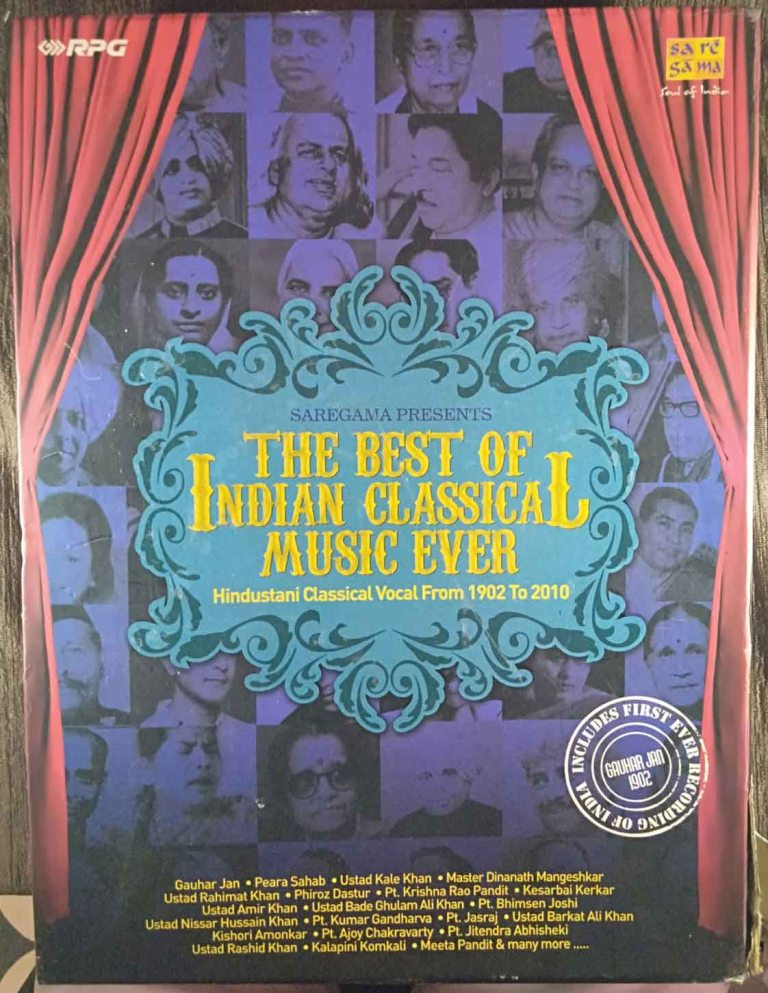 RPG
sa rē
gā mā
Soul of India
SAREGAMA PRESENTS
THE BEST OF
INDIAN CLASSICAL
MUSIC EVER
Hindustani Classical Vocal From 1902 To 2010
INCLUDES FIRST EVER RECORDING OF INDIA
GAUHAR JAN
1902
Gauhar Jan • Peara Sahab • Ustad Kale Khan • Master Dinanath Mangeshkar
Ustad Rahimat Khan • Phiroz Dastur • Pt. Krishna Rao Pandit • Kesarbai Kerkar
Ustad Amir Khan • Ustad Bade Ghulam Ali Khan • Pt. Bhimsen Joshi
Ustad Nissar Hussain Khan • Pt. Kumar Gandharva • Pt. Jasraj • Ustad Barkat Ali Khan
Kishori Amonkar • Pt. Ajoy Chakravarty • Pt. Jitendra Abhisheki
Ustad Rashid Khan • Kalapini Komkali • Meeta Pandit & many more .....